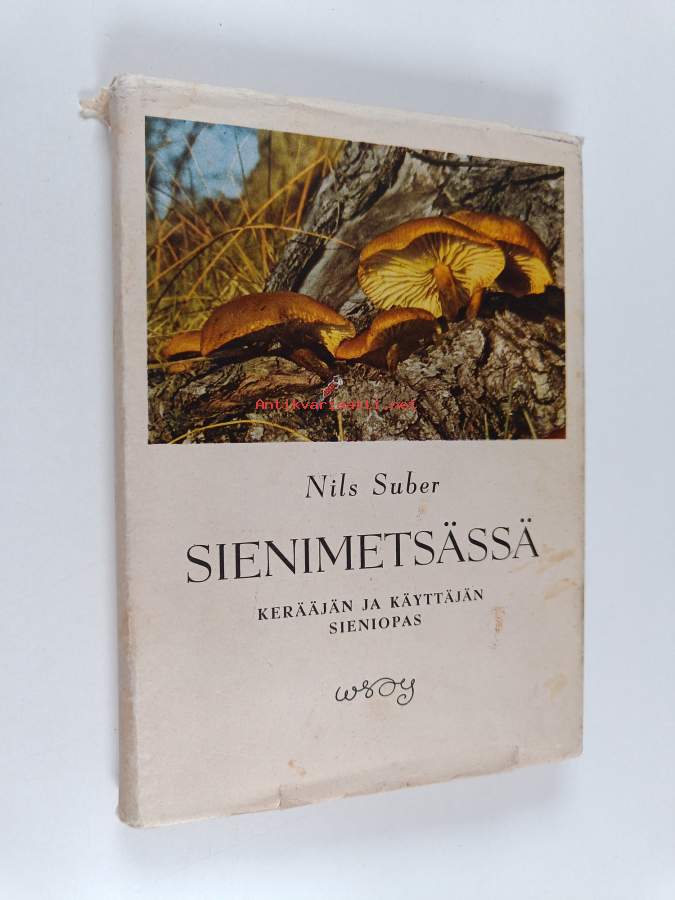 Antikvariaatti.net
Nils Suber
SIENIMETSÄSSÄ
KERÄÄJÄN JA KÄYTTÄJÄN
SIENIOPAS
wsoy